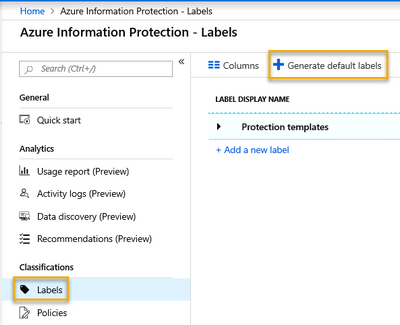 Home > Azure Information Protection - Labels
Azure Information Protection - Labels
Search (Ctrl+/)
«
General
Quick start
Analytics
Usage report (Preview)
Activity logs (Preview)
Data discovery (Preview)
Recommendations (Preview)
Classifications
Labels
Policies
Columns
+ Generate default labels
LABEL DISPLAY NAME
Protection templates
+ Add a new label